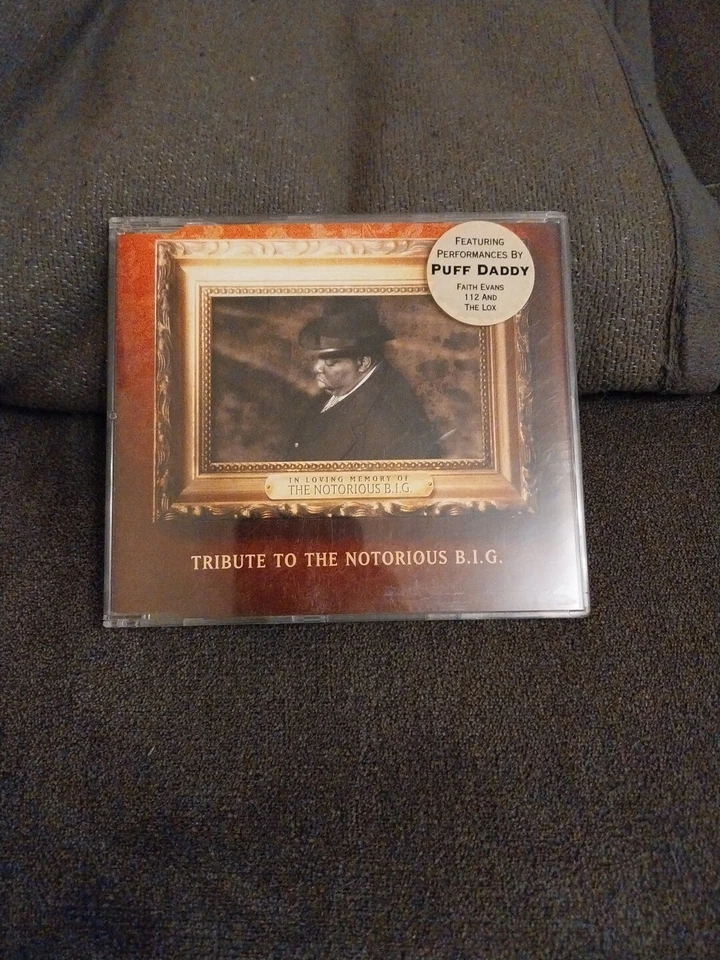 FEATURING
PERFORMANCES BY
PUFF DADDY
FAITH EVANS
112 AND
THE LOX
IN LOVING MEMORY OF
THE NOTORIOUS B.I.G.
TRIBUTE TO THE NOTORIOUS B.I.G.